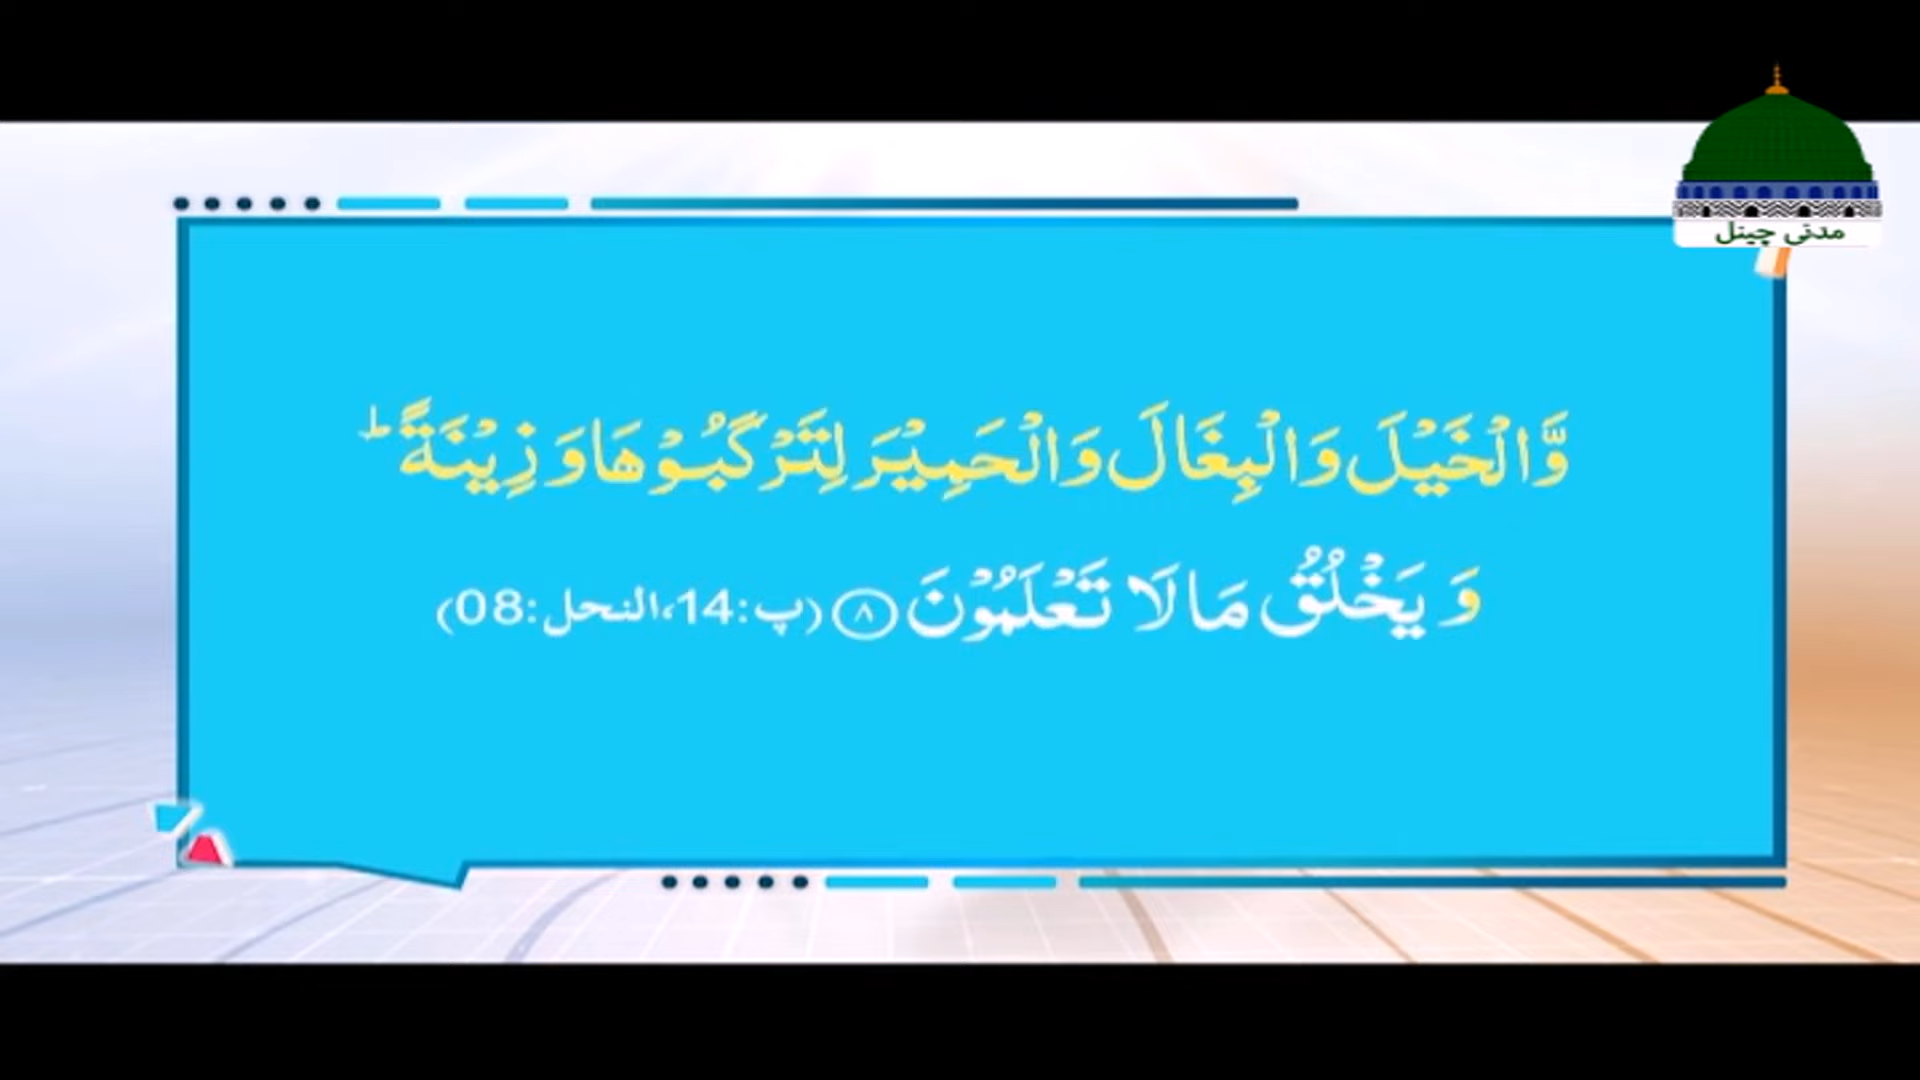 مدنی چینل
وَّالْخَیْلَ وَالْبِغَالَ وَالْحَمِیْرَ لِتَرْكَبُوْهَا وَ زِیْنَةًؕ
وَ یَخْلُقُ مَا لَا تَعْلَمُوْنَ ﴿۸﴾ (پ:14، النحل:08)